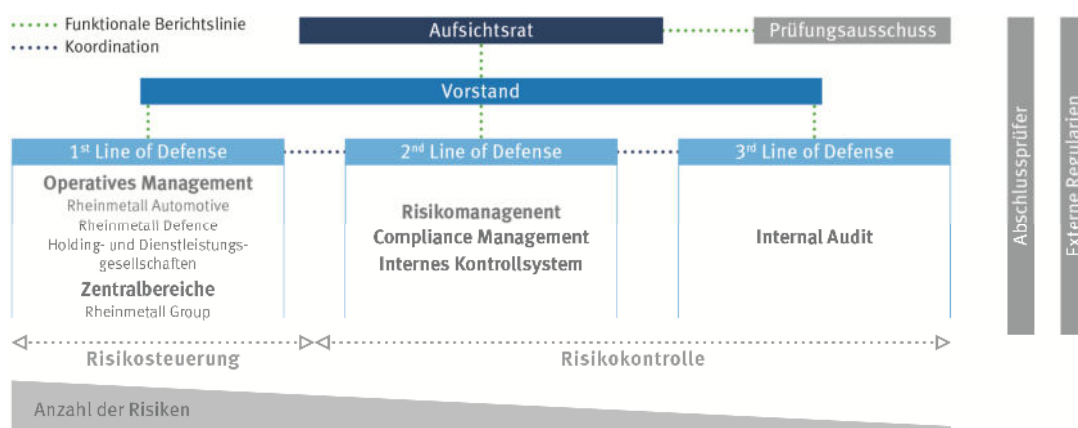 Funktionale Berichtslinie
Koordination
Aufsichtsrat
Prüfungsausschuss
Vorstand
1st Line of Defense
2nd Line of Defense
3rd Line of Defense
Operatives Management
Rheinmetall Automotive
Rheinmetall Defence
Holding- und Dienstleistungs-
gesellschaften
Zentralbereiche
Rheinmetall Group
Risikomanagenent
Compliance Management
Internes Kontrollsystem
Internal Audit
Abschlussprüfer
Externe Regularien
Risikosteuerung
Risikokontrolle
Anzahl der Risiken